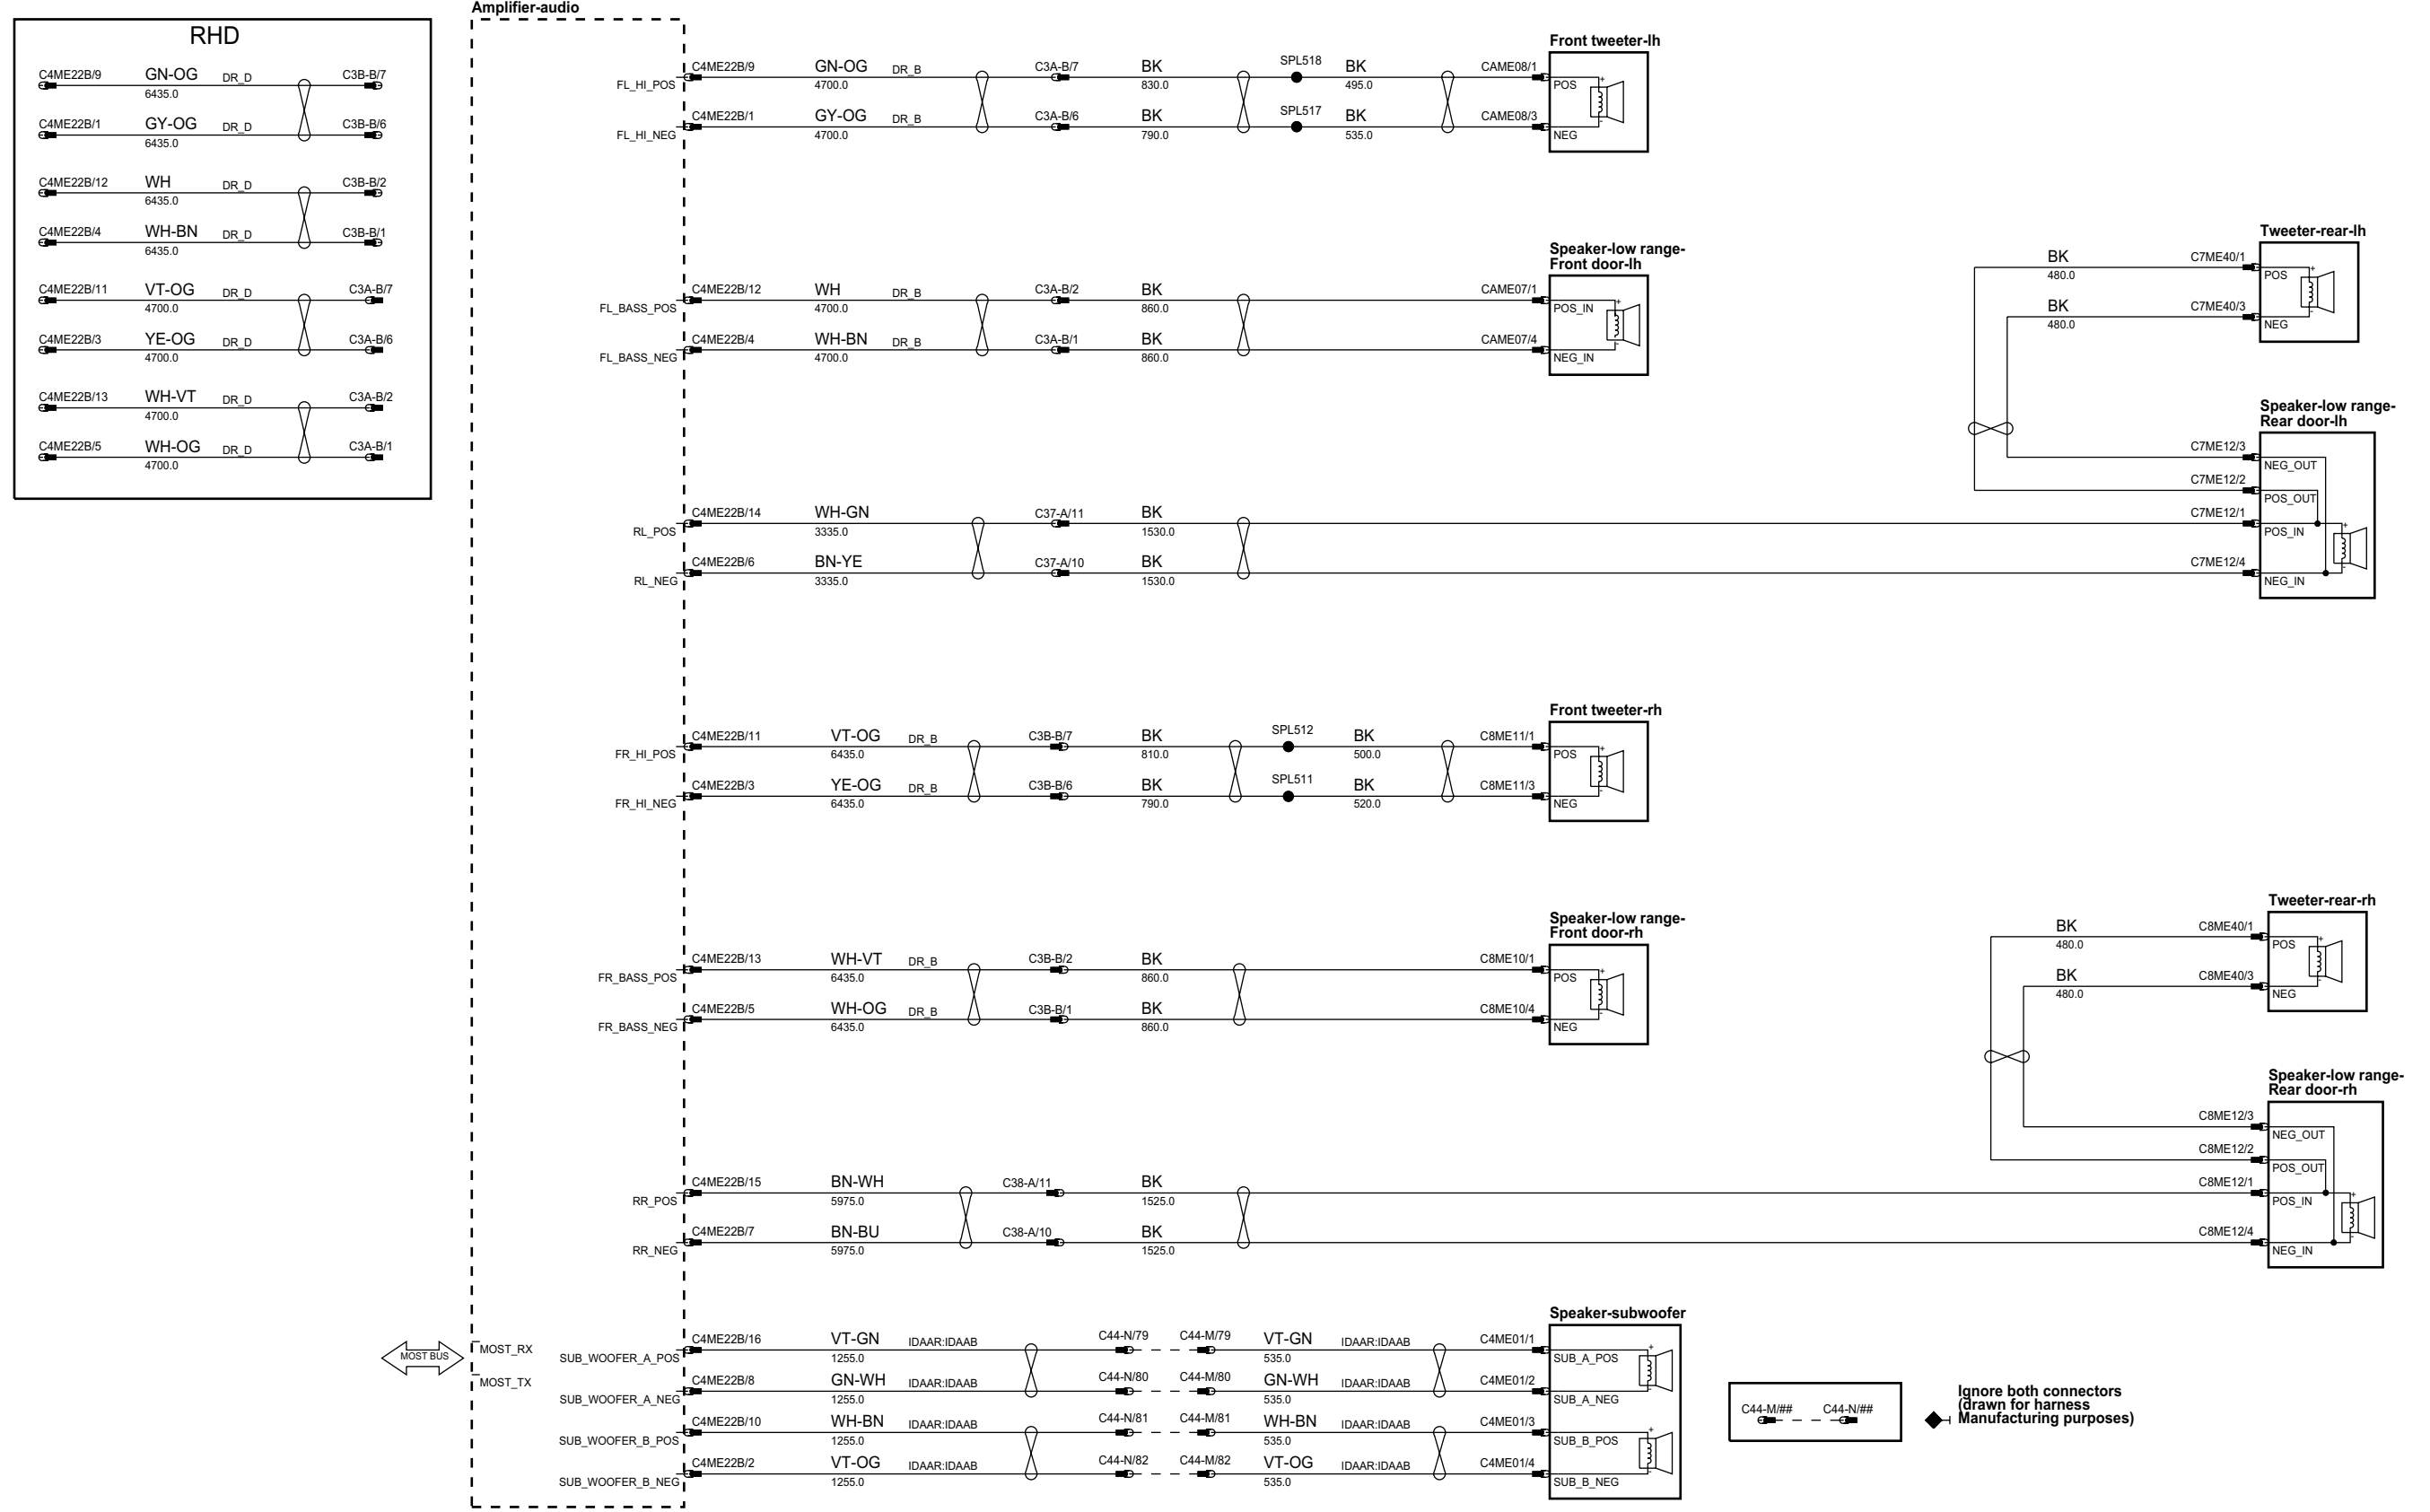 Amplifier-audio
RHD
C4ME22B/9 GN-OG DR_D C3B-B/7
6435.0
C4ME22B/1 GY-OG DR_D C3B-B/6
6435.0
C4ME22B/12 WH DR_D C3B-B/2
6435.0
C4ME22B/4 WH-BN DR_D C3B-B/1
6435.0
C4ME22B/11 VT-OG DR_D C3A-B/7
4700.0
C4ME22B/3 YE-OG DR_D C3A-B/6
4700.0
C4ME22B/13 WH-VT DR_D C3A-B/2
4700.0
C4ME22B/5 WH-OG DR_D C3A-B/1
4700.0
Front tweeter-lh
C4ME22B/9 GN-OG DR_B C3A-B/7 BK SPL518 BK CAME08/1
FL_HI_POS 4700.0 830.0 495.0 POS +
C4ME22B/1 GY-OG DR_B C3A-B/6 BK SPL517 BK CAME08/3
FL_HI_NEG 4700.0 790.0 535.0 NEG -
Speaker-low range-
Front door-lh
C4ME22B/12 WH DR_B C3A-B/2 BK CAME07/1
FL_BASS_POS 4700.0 860.0 POS_IN +
C4ME22B/4 WH-BN DR_B C3A-B/1 BK CAME07/4
FL_BASS_NEG 4700.0 860.0 NEG_IN -
Tweeter-rear-lh
BK C7ME40/1
480.0 POS +
BK C7ME40/3
480.0 NEG -
Speaker-low range-
Rear door-lh
C7ME12/3
NEG_OUT
C7ME12/2
POS_OUT
C4ME22B/14 WH-GN C37-A/11 BK C7ME12/1
RL_POS 3335.0 1530.0 POS_IN +
C4ME22B/6 BN-YE C37-A/10 BK C7ME12/4
RL_NEG 3335.0 1530.0 NEG_IN -
Front tweeter-rh
C4ME22B/11 VT-OG DR_B C3B-B/7 BK SPL512 BK C8ME11/1
FR_HI_POS 6435.0 810.0 500.0 POS +
C4ME22B/3 YE-OG DR_B C3B-B/6 BK SPL511 BK C8ME11/3
FR_HI_NEG 6435.0 790.0 520.0 NEG -
Speaker-low range-
Front door-rh
C4ME22B/13 WH-VT DR_B C3B-B/2 BK C8ME10/1
FR_BASS_POS 6435.0 860.0 POS +
C4ME22B/5 WH-OG DR_B C3B-B/1 BK C8ME10/4
FR_BASS_NEG 6435.0 860.0 NEG -
Tweeter-rear-rh
BK C8ME40/1
480.0 POS +
BK C8ME40/3
480.0 NEG -
Speaker-low range-
Rear door-rh
C8ME12/3
NEG_OUT
C8ME12/2
POS_OUT
C4ME22B/15 BN-WH C38-A/11 BK C8ME12/1
RR_POS 5975.0 1525.0 POS_IN +
C4ME22B/7 BN-BU C38-A/10 BK C8ME12/4
RR_NEG 5975.0 1525.0 NEG_IN -
Speaker-subwoofer
MOST BUS
MOST_RX
MOST_TX
C4ME22B/16 VT-GN IDAAR:IDAAB C44-N/79 C44-M/79 VT-GN IDAAR:IDAAB C4ME01/1
SUB_WOOFER_A_POS 1255.0 535.0 SUB_A_POS +
C4ME22B/8 GN-WH IDAAR:IDAAB C44-N/80 C44-M/80 GN-WH IDAAR:IDAAB C4ME01/2
SUB_WOOFER_A_NEG 1255.0 535.0 SUB_A_NEG -
C4ME22B/10 WH-BN IDAAR:IDAAB C44-N/81 C44-M/81 WH-BN IDAAR:IDAAB C4ME01/3
SUB_WOOFER_B_POS 1255.0 535.0 SUB_B_POS +
C4ME22B/2 VT-OG IDAAR:IDAAB C44-N/82 C44-M/82 VT-OG IDAAR:IDAAB C4ME01/4
SUB_WOOFER_B_NEG 1255.0 535.0 SUB_B_NEG -
C44-M/## C44-N/##
Ignore both connectors
(drawn for harness
Manufacturing purposes)